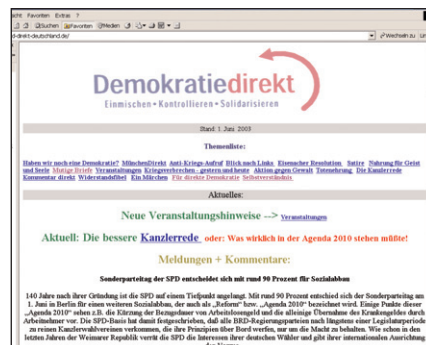 icht Favoriten Extras ?
Suchen Favoriten Medien
d-direkt-deutschland.de/ Wechseln zu
Demokratiedirekt
Einmischen • Kontrollieren • Solidarisieren
Stand: 1. Juni 2003
Themenliste:
Haben wir noch eine Demokratie? MünchenDirekt Anti-Kriegs-Aufruf Blick nach Links Eisenacher Resolution Satire Nahrung für Geist
und Seele Mutige Briefe Veranstaltungen Kriegsverbrechen - gestern und heute Aktion gegen Gewalt Totenehrung Die Kanzlerrede
Kommentar direkt Widerstandsfibel Ein Märchen Für direkte Demokratie Selbstverständnis
Aktuelles:
Neue Veranstaltungshinweise --> Veranstaltungen
Aktuell: Die bessere Kanzlerrede oder: Was wirklich in der Agenda 2010 stehen müßte!
Meldungen + Kommentare:
Sonderparteitag der SPD entscheidet sich mit rund 90 Prozent für Sozialabbau
140 Jahre nach ihrer Gründung ist die SPD auf einem Tiefpunkt angelangt. Mit rund 90 Prozent entschied sich der Sonderparteitag am
1. Juni in Berlin für einen weiteren Sozialabbau, der auch als "Reform" bzw. „Agenda 2010" bezeichnet wird. Einige Punkte dieser
„Agenda 2010" sehen z.B. die Kürzung der Bezugsdauer von Arbeitslosengeld und die alleinige Übernahme des Krankengeldes durch
Arbeitnehmer vor. Die SPD-Basis hat damit festgeschrieben, daß alle BRD-Regierungsparteien nach längstens einer Legislaturperiode
zu reinen Kanzlerwahlvereinen verkommen, die ihre Prinzipien über Bord werfen, nur um die Macht zu behalten. Wie schon in den
letzten Jahren der Weimarer Republik verrät die SPD die Interessen ihrer deutschen Wähler und gibt ihrer internationalen Ausrichtung